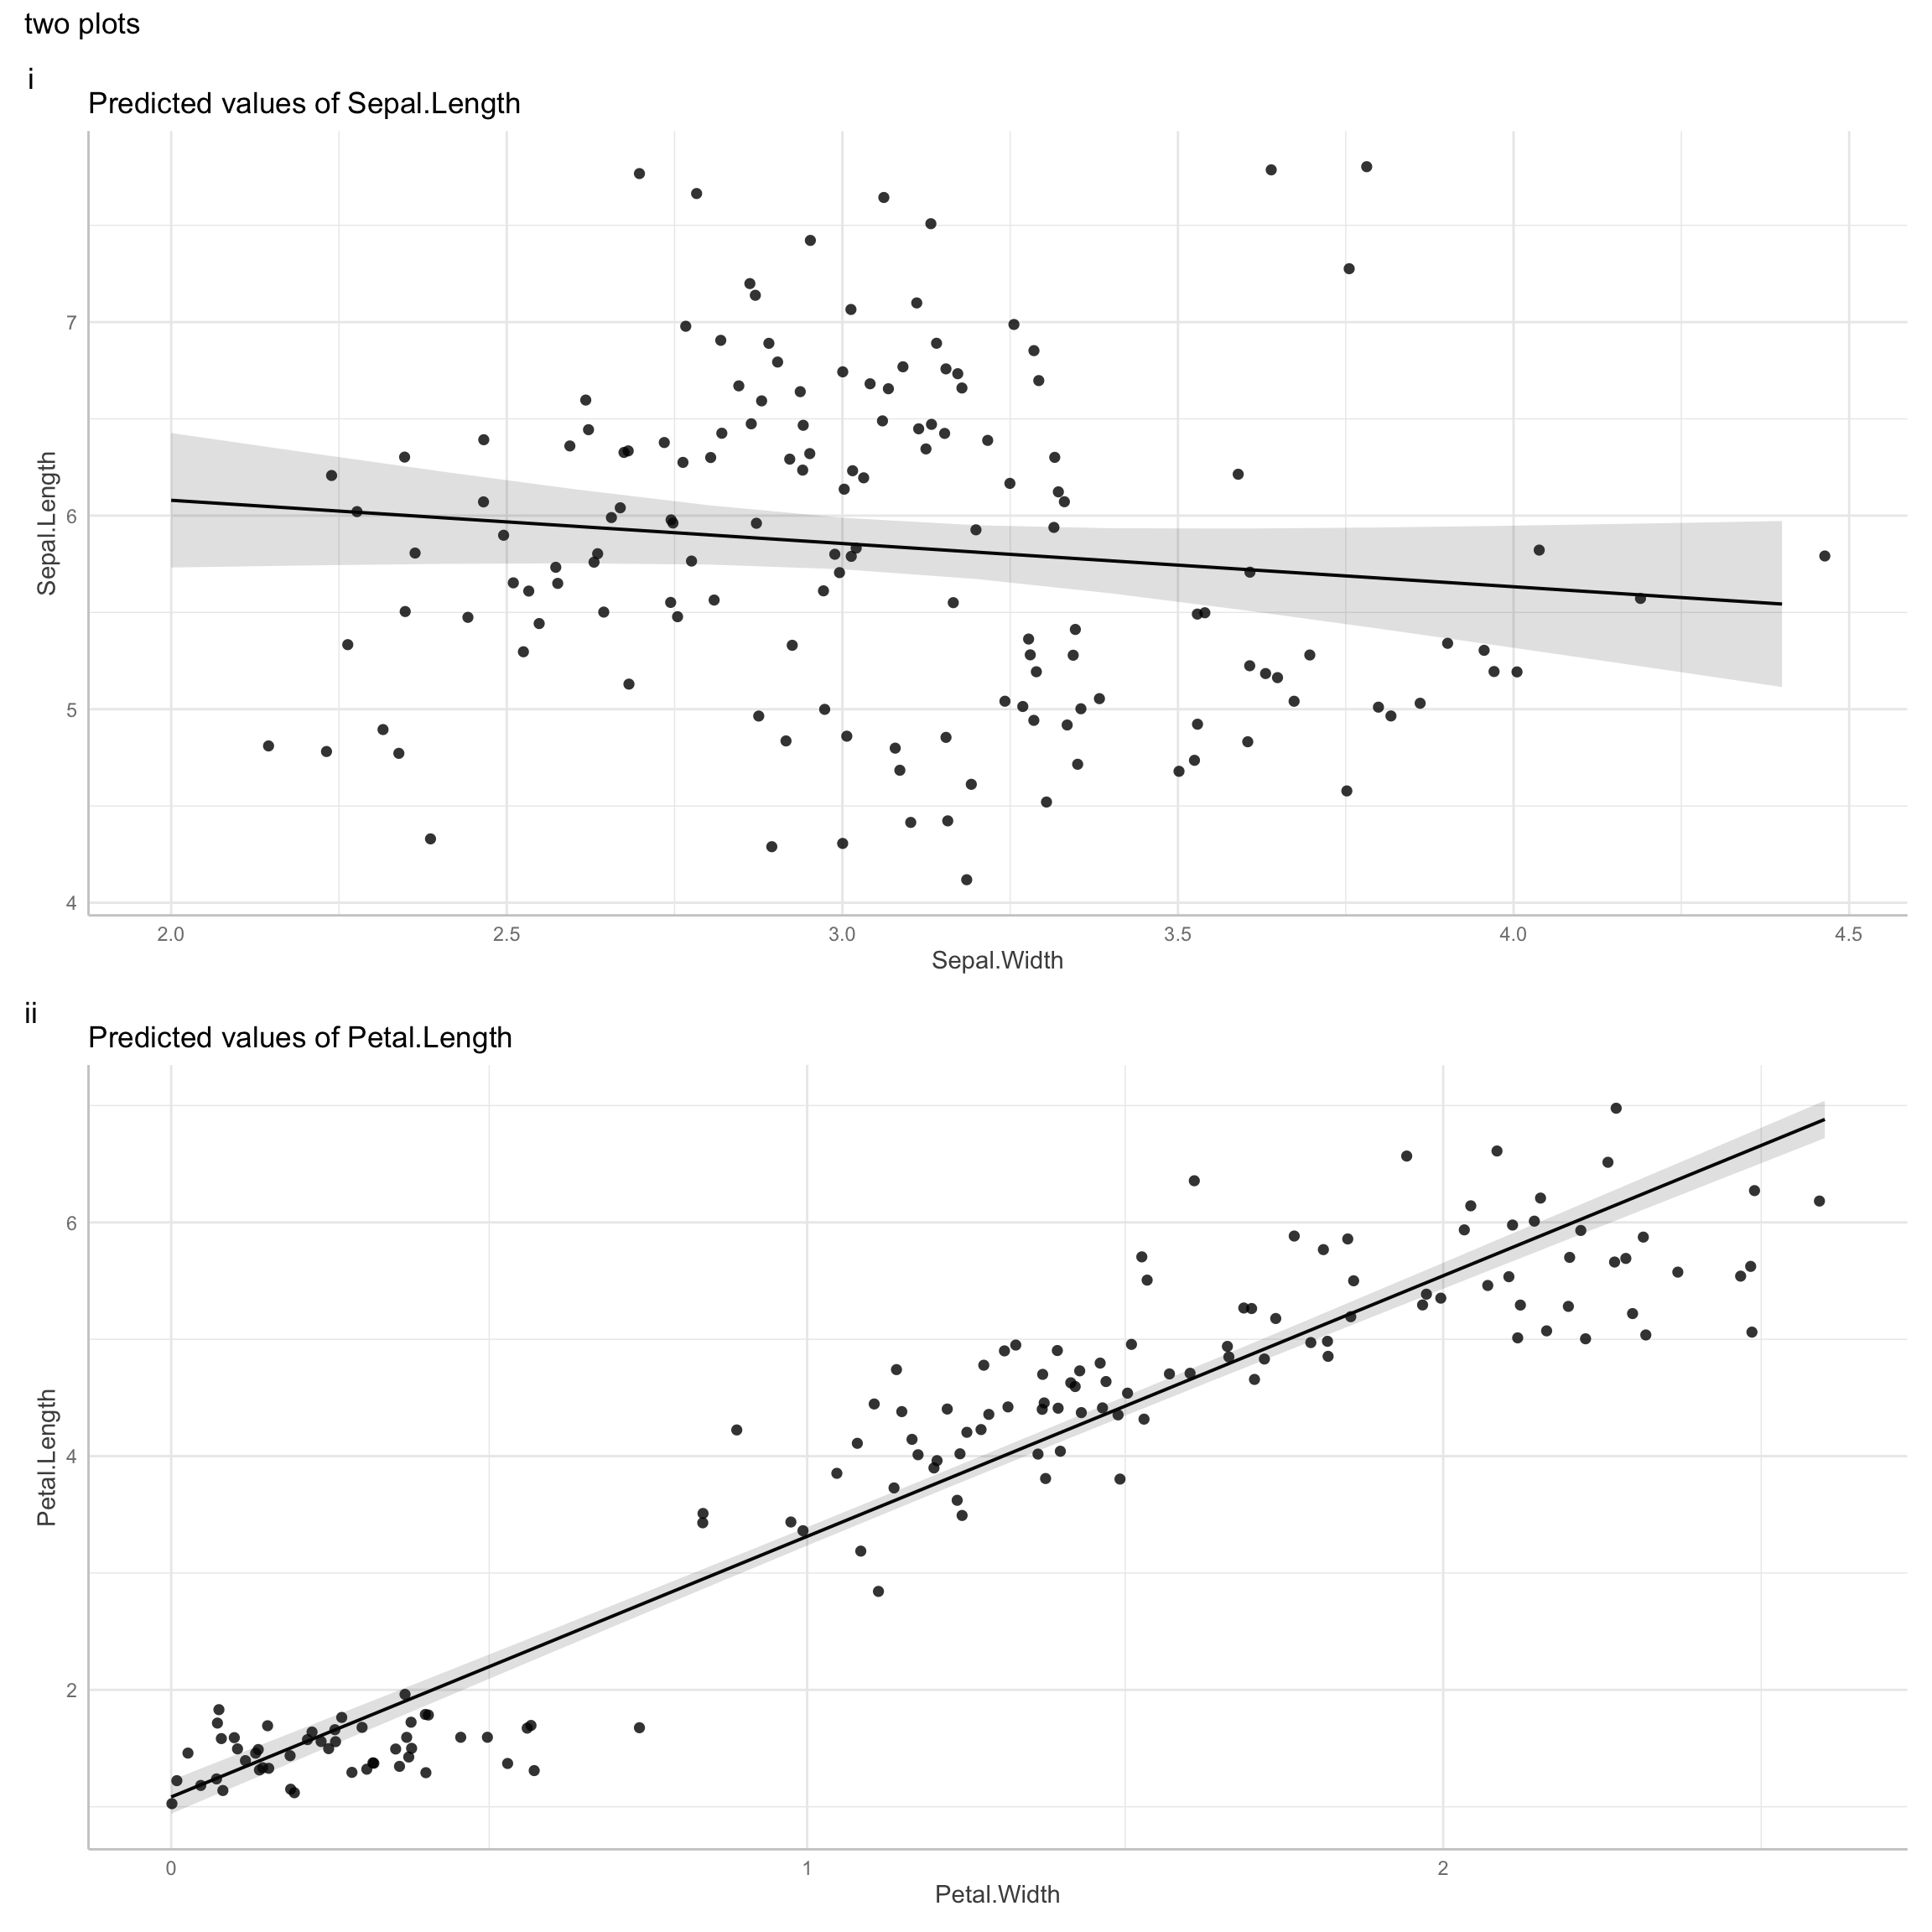 two plots
i
Predicted values of Sepal.Length
7
6
5
4
Sepal.Length
2.0 2.5 3.0 3.5 4.0 4.5
Sepal.Width
ii
Predicted values of Petal.Length
6
4
2
Petal.Length
0 1 2
Petal.Width